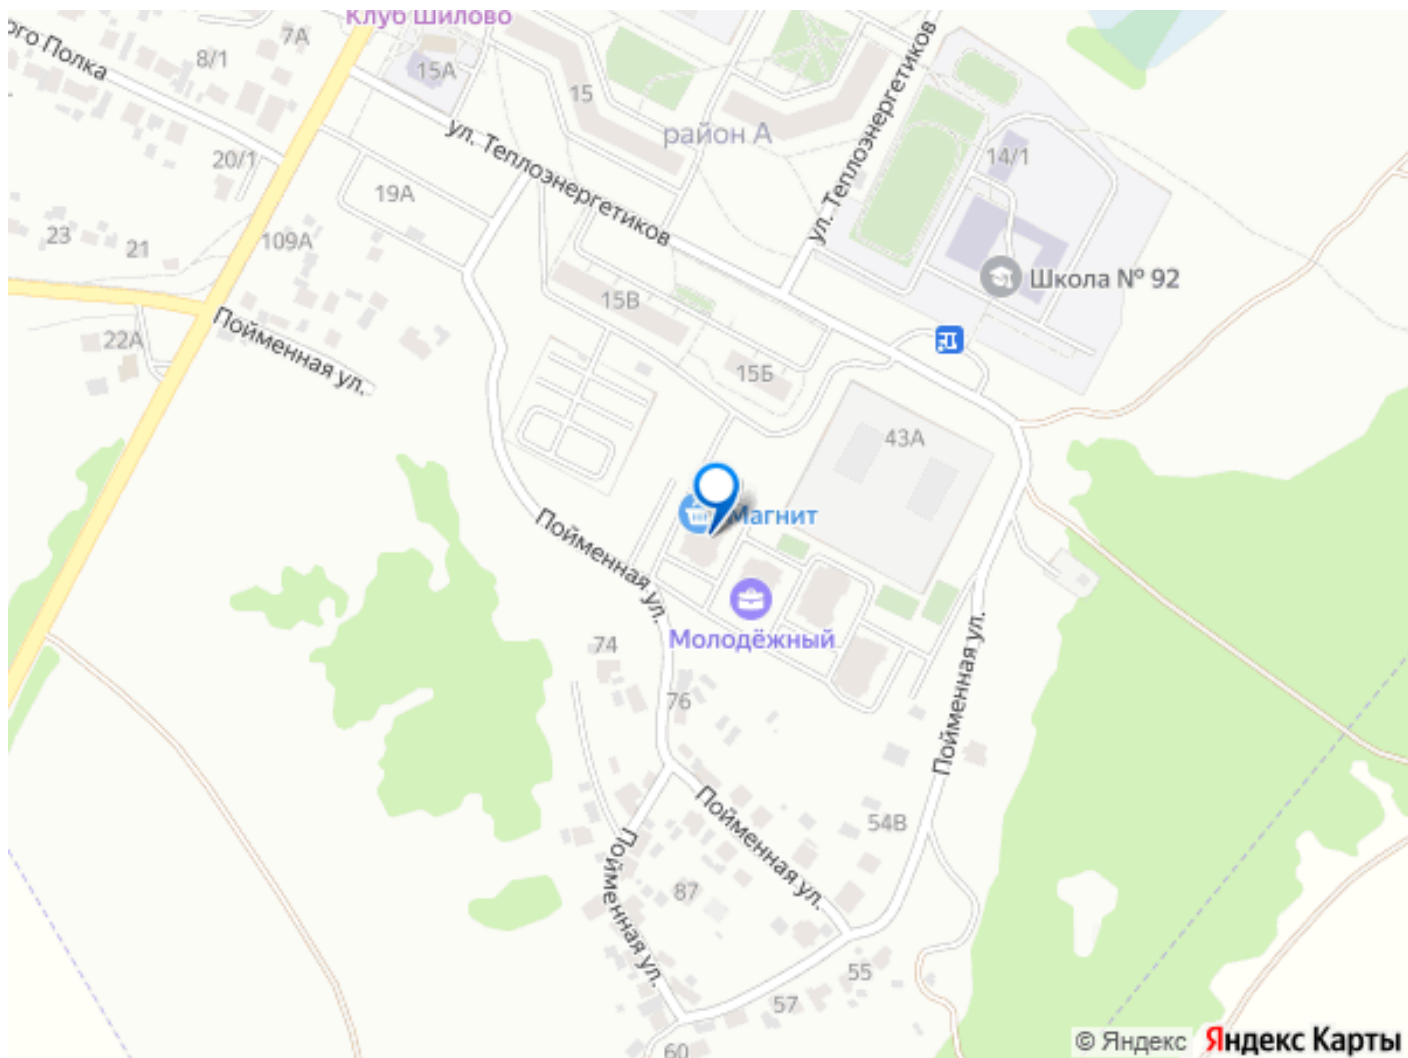 Клуб Шилово
ого Полка
7А
8/1
15А
15
район А
ул. Теплоэнергетиков
ул. Теплоэнергетиков
14/1
20/1
19А
23
21
109А
Школа № 92
15В
Пойменная ул.
22А
15Б
43А
Магнит
Пойменная ул.
Молодёжный
74
76
Пойменная ул.
Пойменная ул.
54В
Пойменная ул.
87
55
57
60
© Яндекс Яндекс Карты